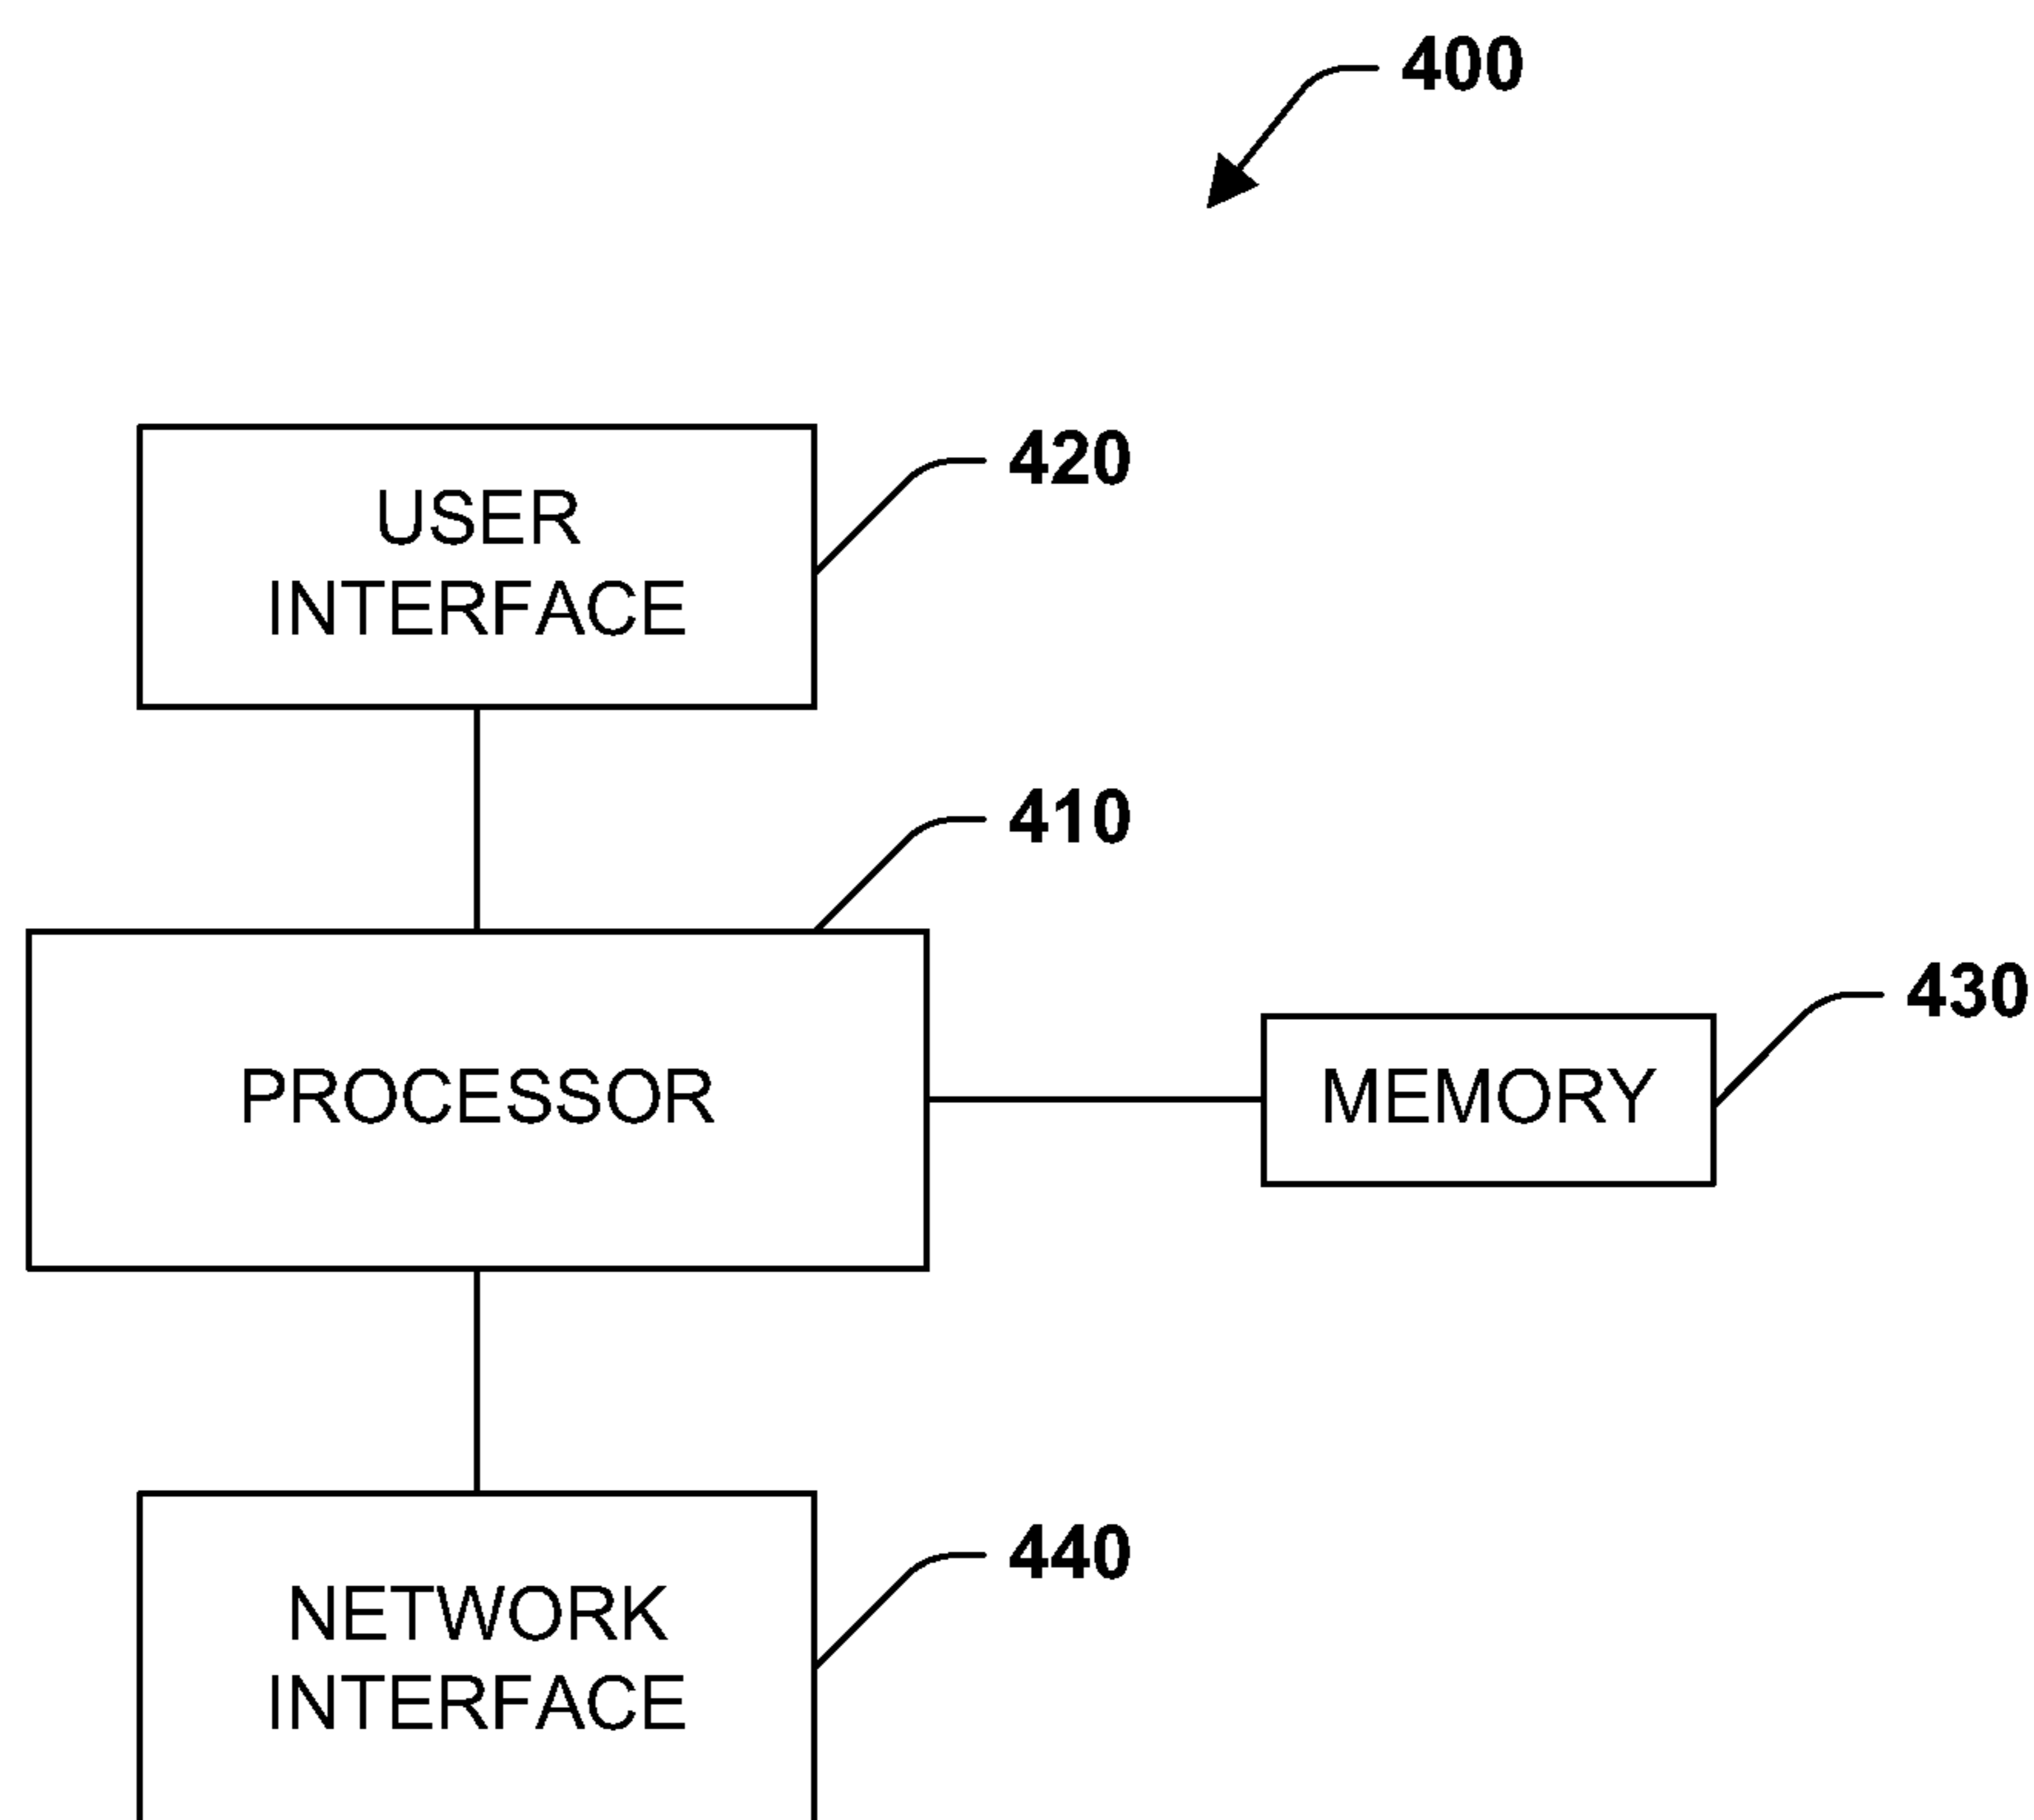 400
USER
INTERFACE
420
410
PROCESSOR
MEMORY
430
NETWORK
INTERFACE
440